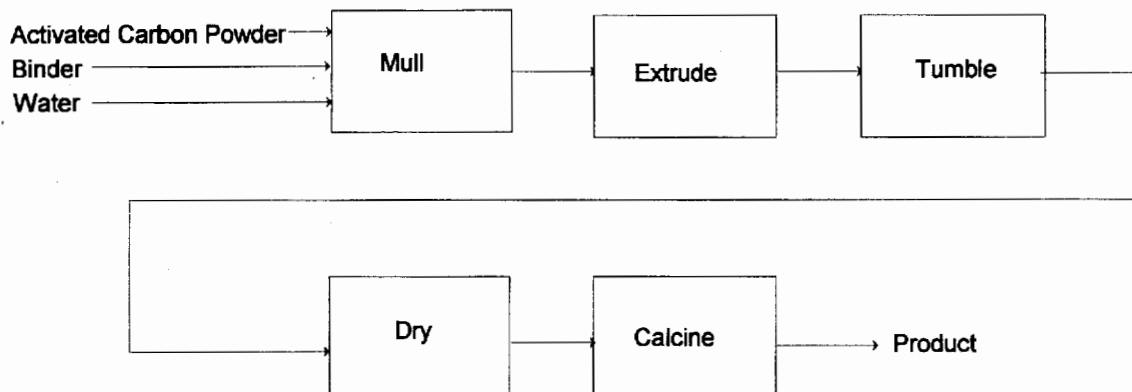 Activated Carbon Powder
Binder
Water
Mull
Extrude
Tumble
Dry
Calcine
Product